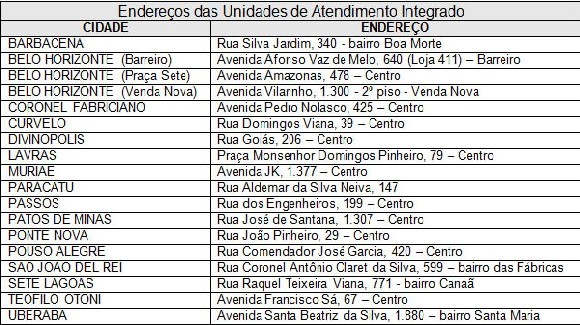 Endereços das Unidades de Atendimento Integrado
CIDADE ENDEREÇO
BARBACENA Rua Silva Jardim, 340 - bairro Boa Morte
BELO HORIZONTE (Barreiro) Avenida Afonso Vaz de Melo, 640 (Loja 411) – Barreiro
BELO HORIZONTE (Praça Sete) Avenida Amazonas, 478 – Centro
BELO HORIZONTE (Venda Nova) Avenida Vilarinho, 1.300 - 2º piso - Venda Nova
CORONEL FABRICIANO Avenida Pedro Nolasco, 425 – Centro
CURVELO Rua Domingos Viana, 39 – Centro
DIVINOPOLIS Rua Goiás, 206 – Centro
LAVRAS Praça Monsenhor Domingos Pinheiro, 79 – Centro
MURIAE Avenida JK, 1.377 – Centro
PARACATU Rua Aldemar da Silva Neiva, 147
PASSOS Rua dos Engenheiros, 199 – Centro
PATOS DE MINAS Rua José de Santana, 1.307 – Centro
PONTE NOVA Rua João Pinheiro, 29 – Centro
POUSO ALEGRE Rua Comendador José Garcia, 420 – Centro
SAO JOAO DEL REI Rua Coronel Antônio Claret da Silva, 599 – bairro das Fábricas
SETE LAGOAS Rua Raquel Teixeira Viana, 771 - bairro Canaã
TEOFILO OTONI Avenida Francisco Sá, 67 – Centro
UBERABA Avenida Santa Beatriz da Silva, 1.880 – bairro Santa Maria